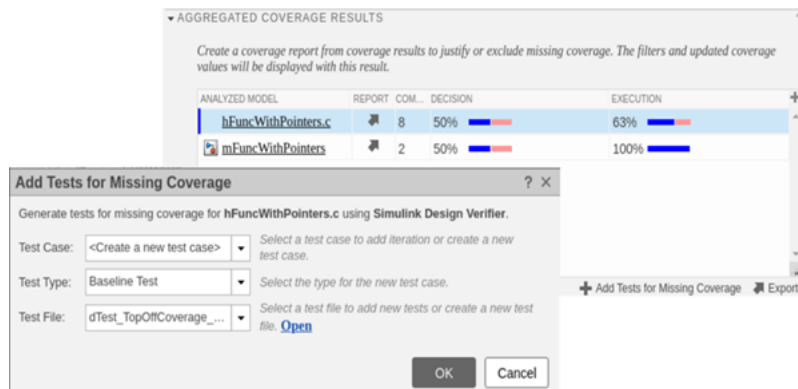 AGGREGATED COVERAGE RESULTS
Create a coverage report from coverage results to justify or exclude missing coverage. The filters and updated coverage
values will be displayed with this result.
ANALYZED MODEL REPORT COM... DECISION EXECUTION
hFuncWithPointers.c 8 50% 63%
mFuncWithPointers 2 50% 100%
Add Tests for Missing Coverage Export
Add Tests for Missing Coverage ? ×
Generate tests for missing coverage for hFuncWithPointers.c using Simulink Design Verifier.
Test Case: <Create a new test case> Select a test case to add iteration or create a new
test case.
Test Type: Baseline Test Select the type for the new test case.
Test File: dTest_TopOffCoverage_... Select a test file to add new tests or create a new test
file. Open
OK Cancel